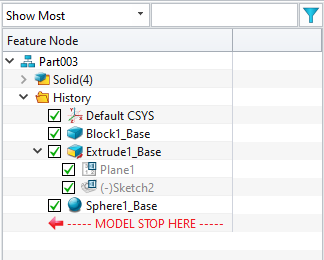 Show Most
Feature Node
Part003
Solid(4)
History
Default CSYS
Block1_Base
Extrude1_Base
Plane1
(-)Sketch2
Sphere1_Base
----- MODEL STOP HERE -----